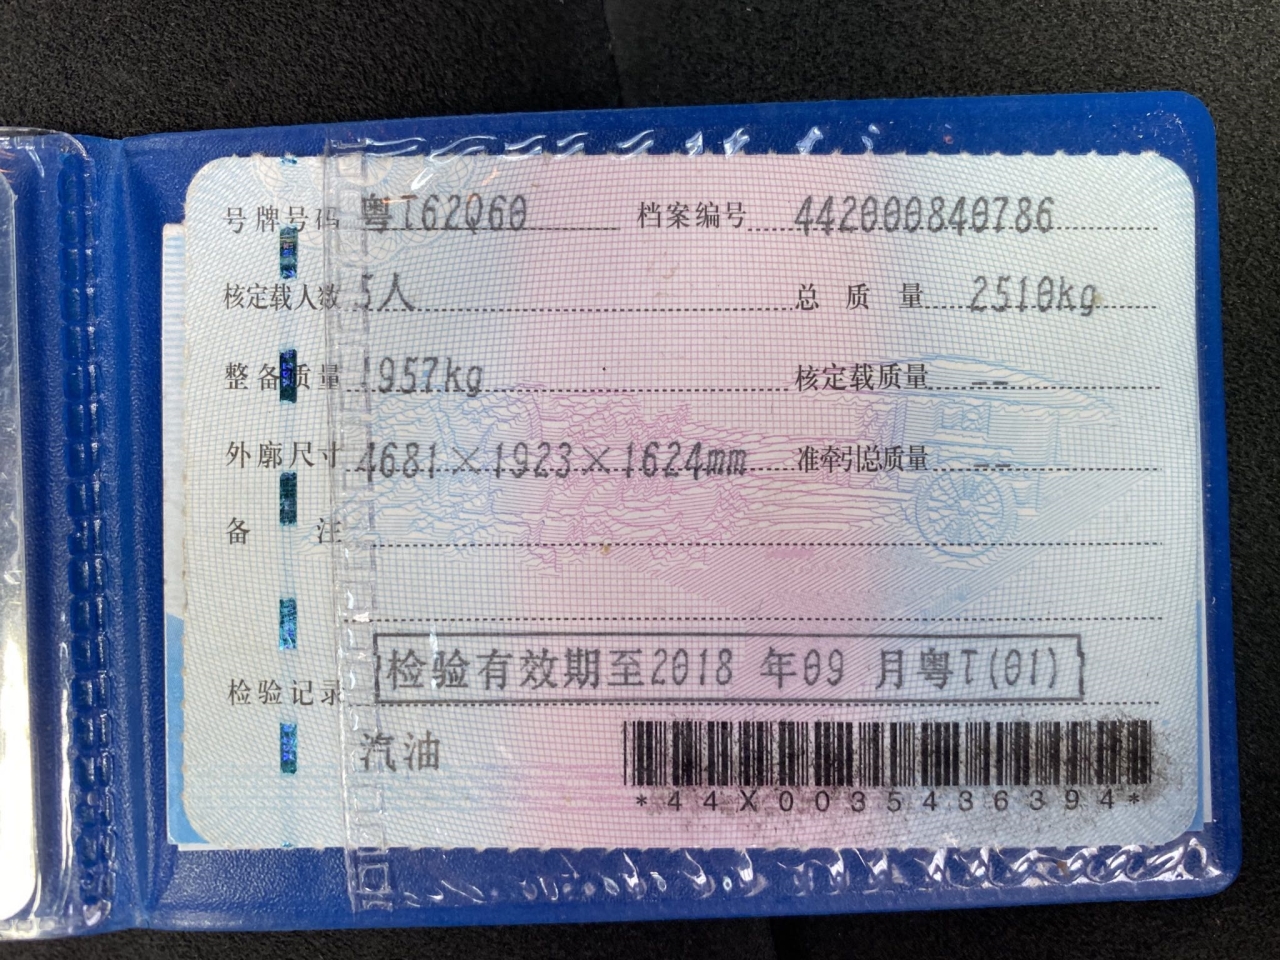 号牌号码 粤T62Q60 档案编号 442000840786
核定载人数 5人 总质量 2510kg
整备质量 1957kg 核定载质量 --
外廓尺寸 4681×1923×1624mm 准牵引总质量 --
备注
检验记录 检验有效期至2018 年09 月粤T(01)
汽油
*44X0035436394*